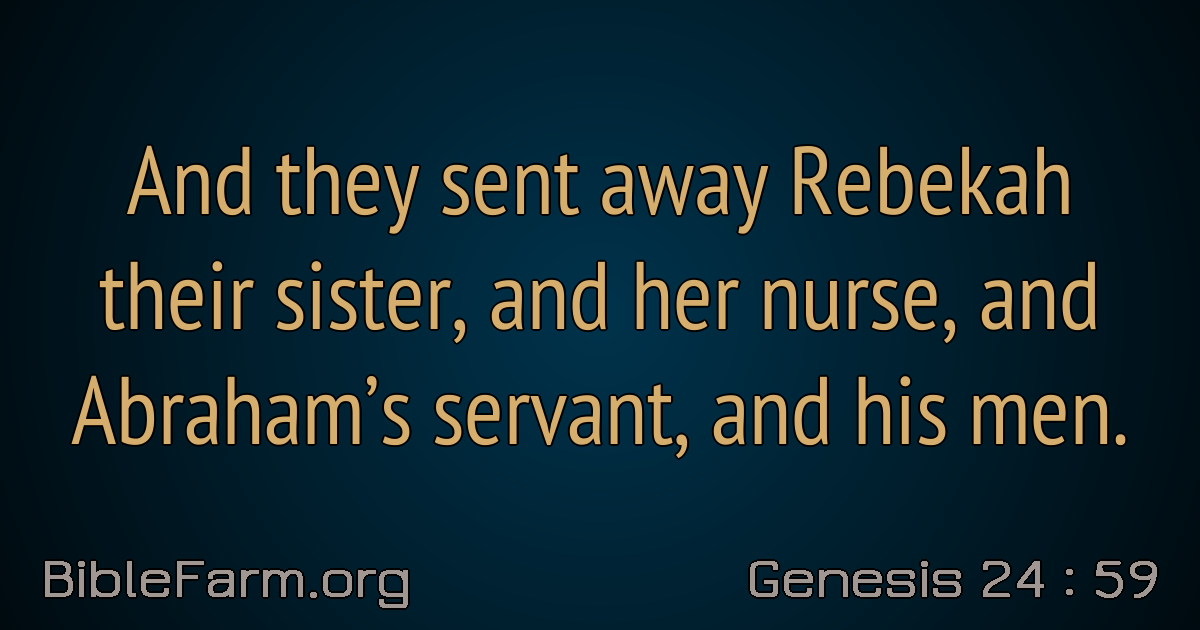 And they sent away Rebekah
their sister, and her nurse, and
Abraham’s servant, and his men.
BibleFarm.org
Genesis 24 : 59